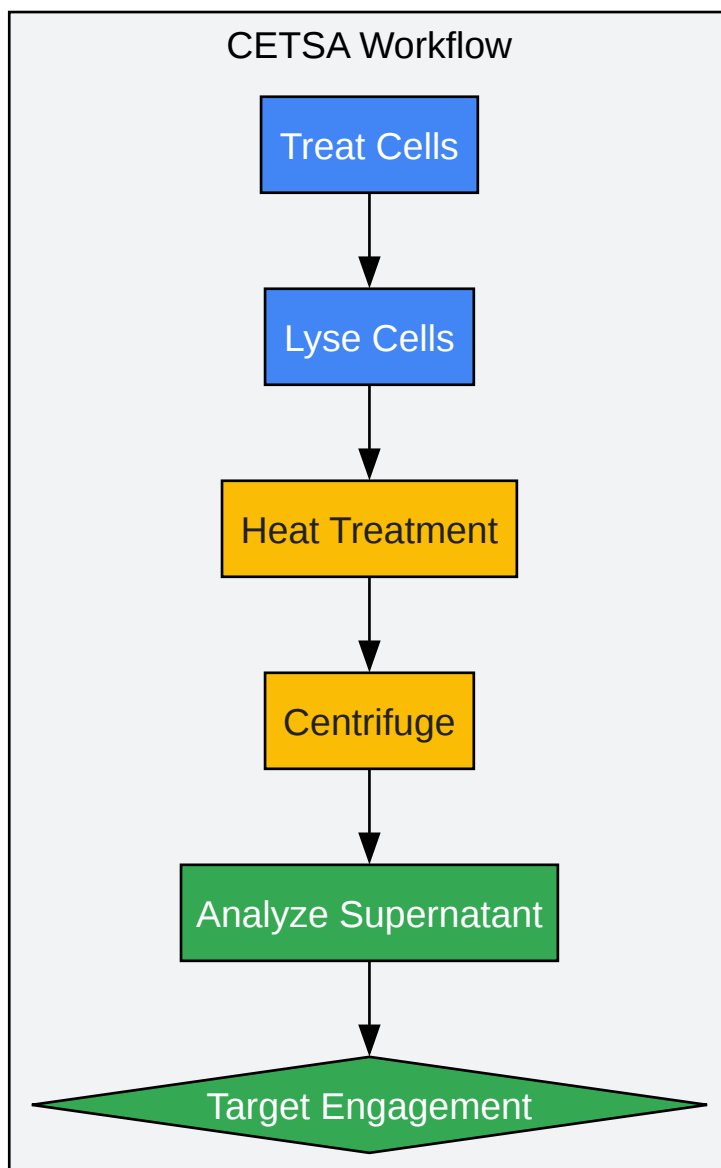 CETSA Workflow
Treat Cells
Lyse Cells
Heat Treatment
Centrifuge
Analyze Supernatant
Target Engagement